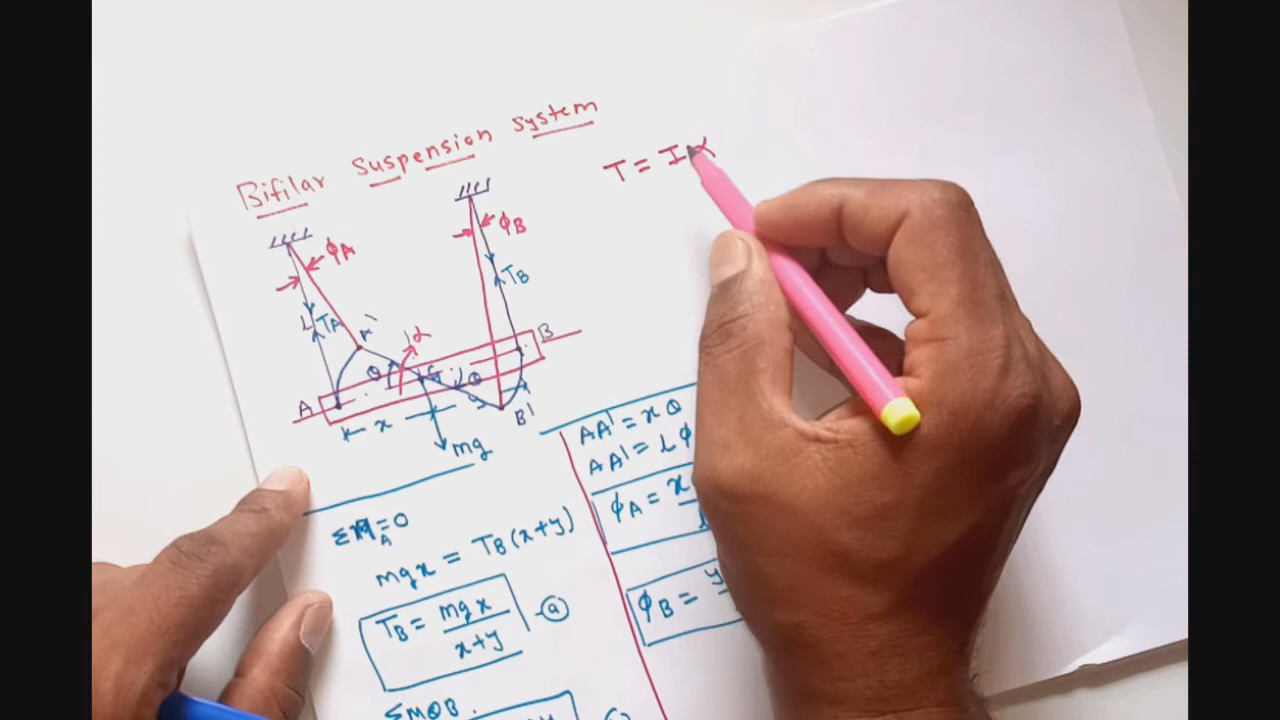 Bifilar Suspension System
T = Iα
ϕA
ϕB
TB
L TA
A'
α
B
θ
G
θ
A
x
y
B'
mg
AA' = xθ
AA' = Lϕ
ΣMA=0
ϕA = x
mgx = TB(x+y)
ϕB = y
TB = mgx / x+y -ⓐ
ΣM@B.